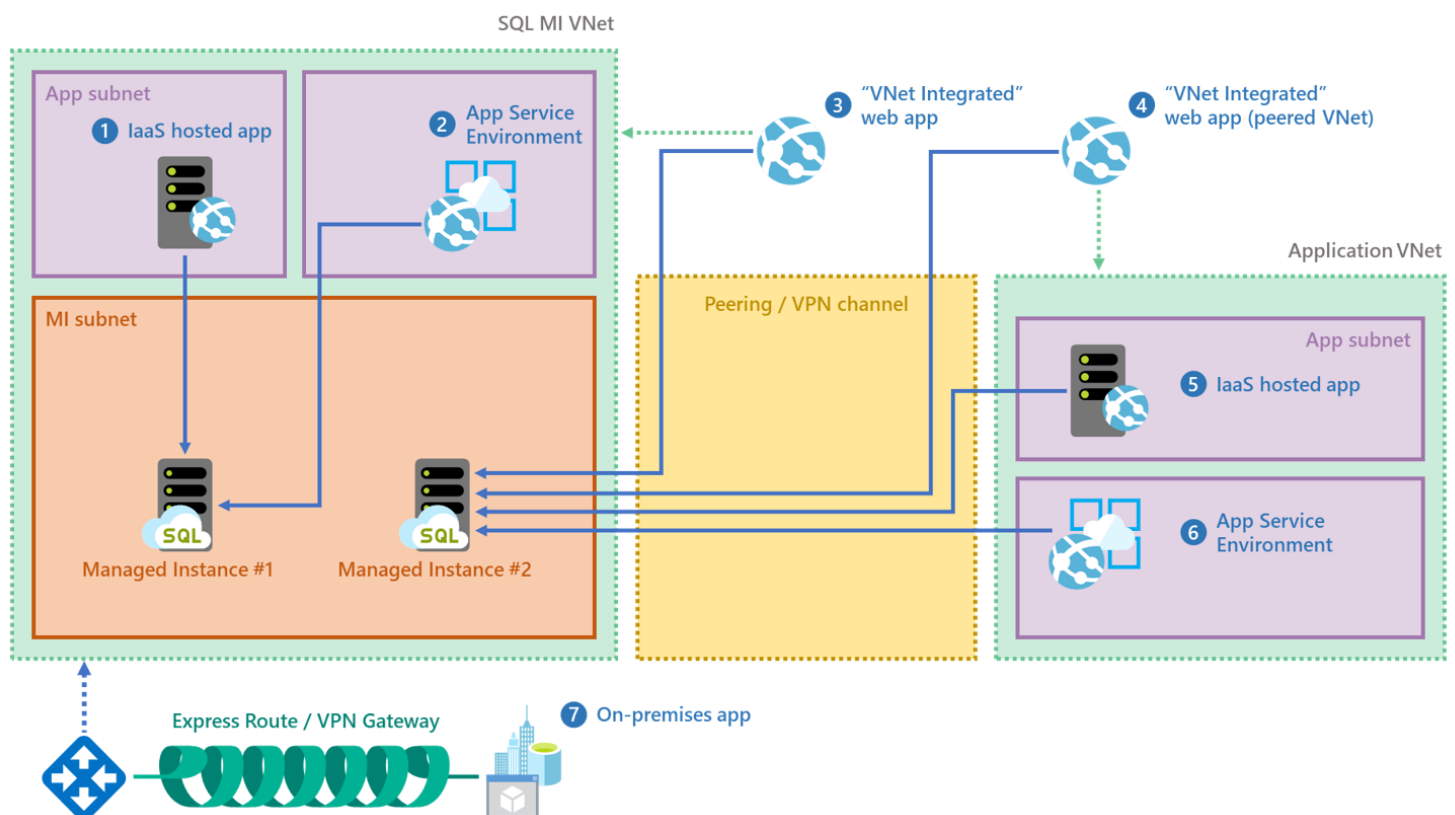 SQL MI VNet
App subnet
1 IaaS hosted app
2 App Service
Environment
3 “VNet Integrated”
web app
4 “VNet Integrated”
web app (peered VNet)
Application VNet
MI subnet
Peering / VPN channel
App subnet
5 IaaS hosted app
SQL
Managed Instance #1
SQL
Managed Instance #2
6 App Service
Environment
Express Route / VPN Gateway
7 On-premises app